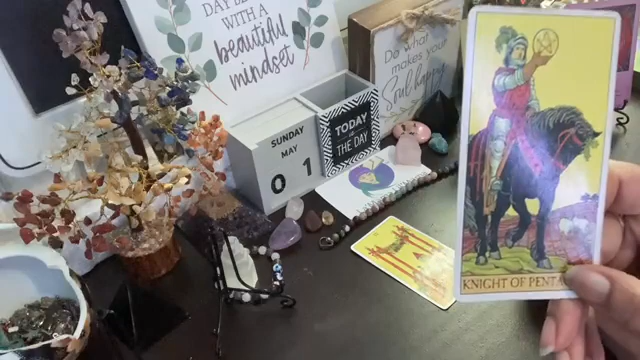 WITH A
beautiful
mindset
Do what
makes your
Soul happy
SUNDAY
MAY
0 1
TODAY
is
THE DAY
KNIGHT OF PENTA